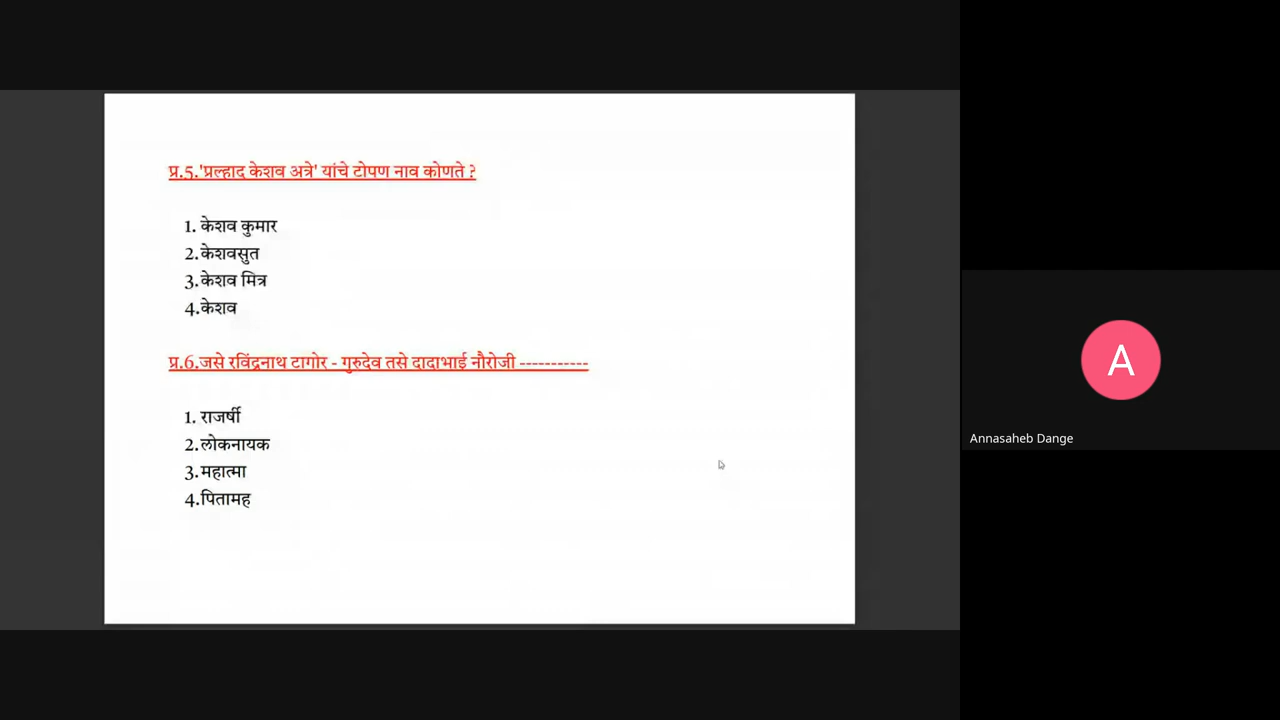 प्र.5.'प्रल्हाद केशव अत्रे' यांचे टोपण नाव कोणते ?
1. केशव कुमार
2.केशवसुत
3.केशव मित्र
4.केशव
प्र.6.जसे रविंद्रनाथ टागोर - गुरुदेव तसे दादाभाई नौरोजी -----------
1. राजर्षी
2.लोकनायक
3.महात्मा
4.पितामह
A
Annasaheb Dange